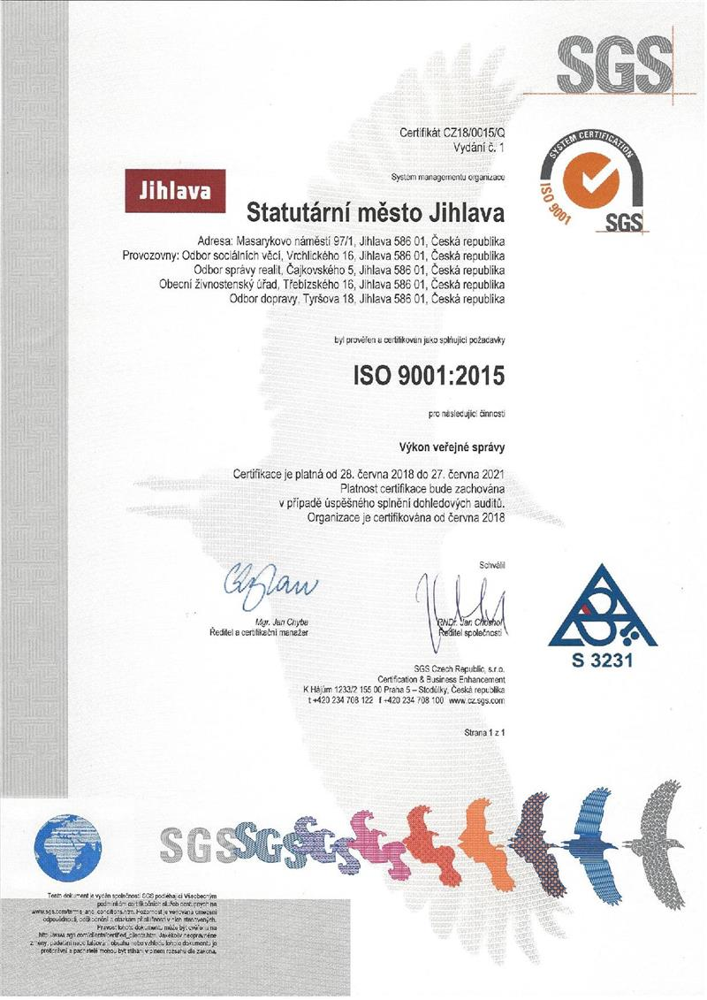 SGS
Certifikát CZ18/0015/Q
Vydání č. 1
SYSTEM CERTIFICATION
ISO 9001
SGS
Systém managementu organizace
Jihlava
Statutární město Jihlava
Adresa: Masarykovo náměstí 97/1, Jihlava 586 01, Česká republika
Provozovny: Odbor sociálních věcí, Vrchlického 16, Jihlava 586 01, Česká republika
Odbor správy realit, Čajkovského 5, Jihlava 586 01, Česká republika
Obecní živnostenský úřad, Třebízského 16, Jihlava 586 01, Česká republika
Odbor dopravy, Tyršova 18, Jihlava 586 01, Česká republika
byl prověřen a certifikován jako splňující požadavky
ISO 9001:2015
pro následující činnosti
Výkon veřejné správy
Certifikace je platná od 28. června 2018 do 27. června 2021
Platnost certifikace bude zachována
v případě úspěšného splnění dohledových auditů.
Organizace je certifikována od června 2018
Schválil
Mgr. Jan Chyba
Ředitel a certifikační manažer
RNDr. Jan
Ředitel společnosti
S 3231
SGS Czech Republic, s.r.o.
Certification & Business Enhancement
K Hájům 1233/2 155 00 Praha 5 – Stodůlky, Česká republika
t +420 234 708 122 f +420 234 708 100 www.cz.sgs.com
Strana 1 z 1
SGS SGS SGS
Tento dokument je vydán společností SGS podléhající Všeobecným
podmínkám certifikačních služeb dostupných na
www.sgs.com/terms_and_conditions.htm. Pozornost je věnována omezení
odpovědnosti, odškodnění a otázkám příslušnosti v nich stanovených.
Pravost tohoto dokumentu může být ověřena na
http://www.sgs.com/clients/certified_clients.htm. Jakékoliv neoprávněné
změny, padělání nebo falšování obsahu nebo vzhledu tohoto dokumentu je
protiprávní a pachatelé mohou být stíháni v plném rozsahu dle zákona.